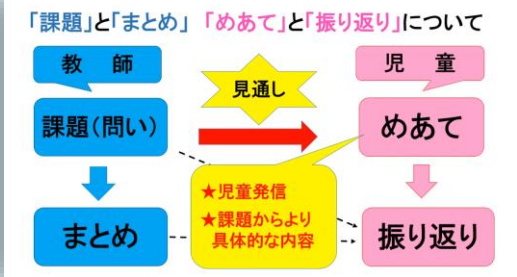 「課題」と「まとめ」 「めあて」と「振り返り」について
教 師
児 童
見通し
課題(問い)
めあて
★児童発信
★課題からより
具体的な内容
まとめ
振り返り